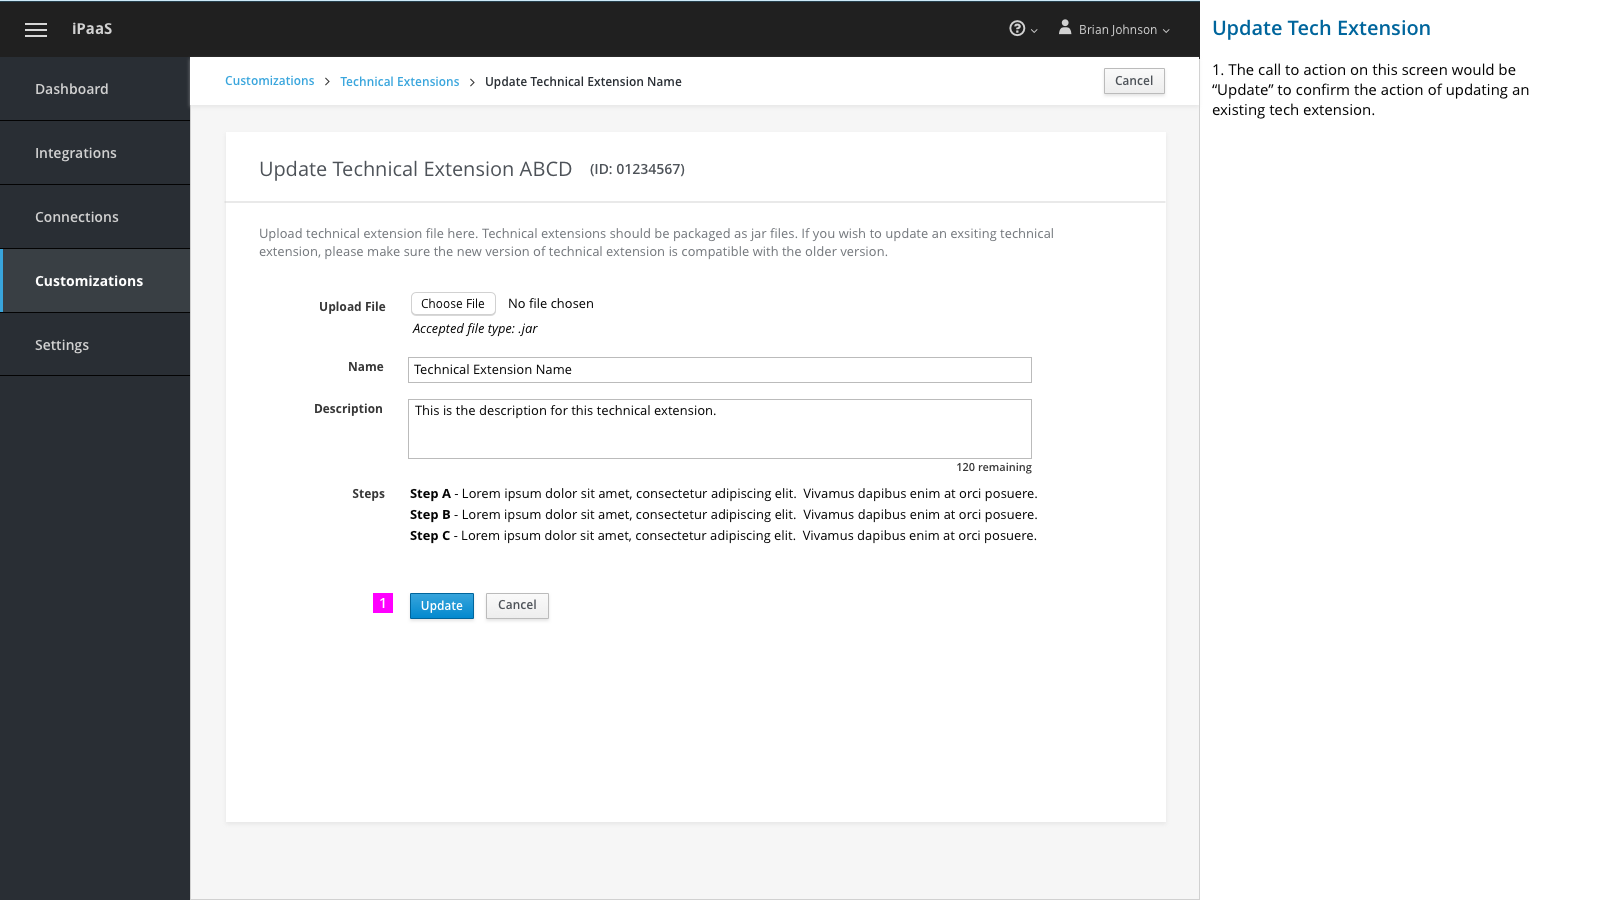 iPaaS
Brian Johnson
Dashboard
Integrations
Connections
Customizations
Settings
Customizations > Technical Extensions > Update Technical Extension Name
Cancel
Update Technical Extension ABCD (ID: 01234567)
Upload technical extension file here. Technical extensions should be packaged as jar files. If you wish to update an exsiting technical
extension, please make sure the new version of technical extension is compatible with the older version.
Upload File Choose File No file chosen
Accepted file type: .jar
Name Technical Extension Name
Description This is the description for this technical extension.
120 remaining
Steps Step A - Lorem ipsum dolor sit amet, consectetur adipiscing elit. Vivamus dapibus enim at orci posuere.
Step B - Lorem ipsum dolor sit amet, consectetur adipiscing elit. Vivamus dapibus enim at orci posuere.
Step C - Lorem ipsum dolor sit amet, consectetur adipiscing elit. Vivamus dapibus enim at orci posuere.
1 Update Cancel
Update Tech Extension
1. The call to action on this screen would be
“Update” to confirm the action of updating an
existing tech extension.